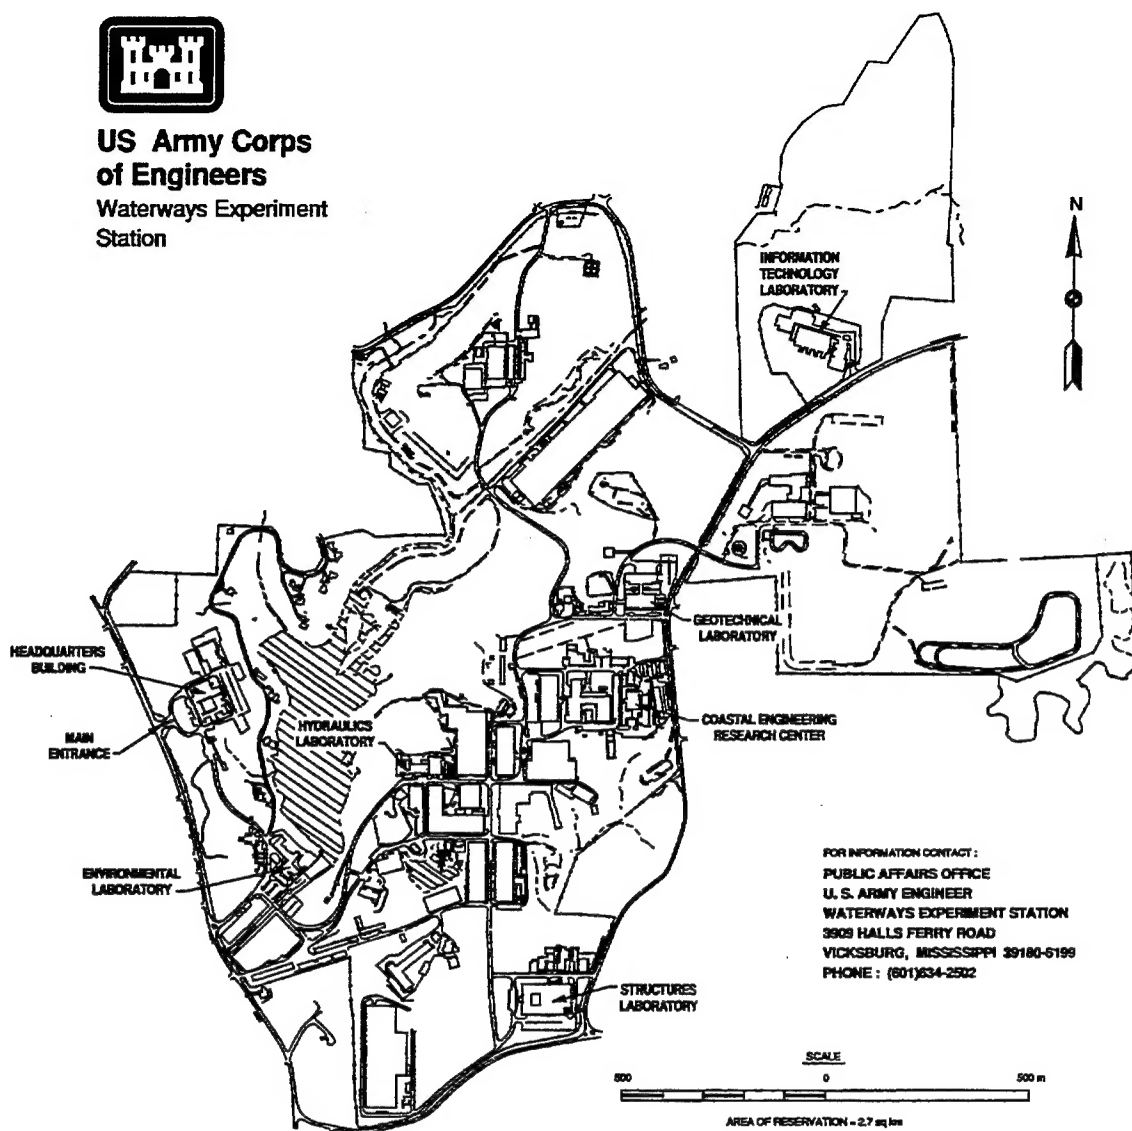 US Army Corps
of Engineers
Waterways Experiment
Station
N
INFORMATION
TECHNOLOGY
LABORATORY
GEOTECHNICAL
LABORATORY
HEADQUARTERS
BUILDING
MAIN
ENTRANCE
HYDRAULICS
LABORATORY
COASTAL ENGINEERING
RESEARCH CENTER
ENVIRONMENTAL
LABORATORY
FOR INFORMATION CONTACT :
PUBLIC AFFAIRS OFFICE
U. S. ARMY ENGINEER
WATERWAYS EXPERIMENT STATION
3909 HALLS FERRY ROAD
VICKSBURG, MISSISSIPPI 39180-6199
PHONE : (601)634-2502
STRUCTURES
LABORATORY
SCALE
500 0 500 m
AREA OF RESERVATION = 2.7 sq km